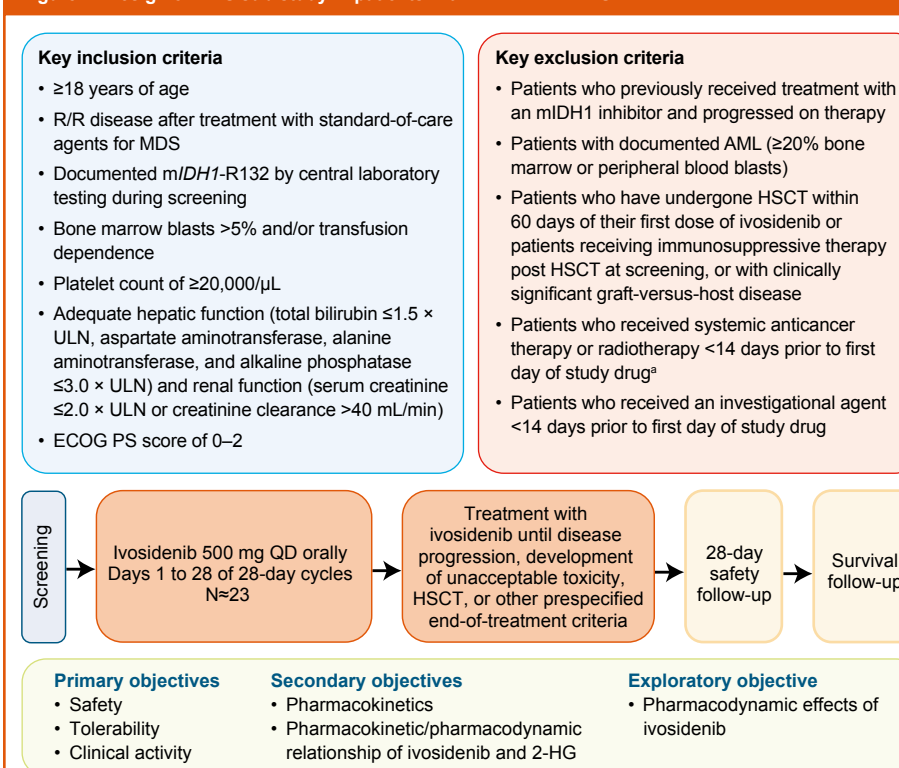 Key inclusion criteria
• ≥18 years of age
• R/R disease after treatment with standard-of-care
agents for MDS
• Documented mIDH1-R132 by central laboratory
testing during screening
• Bone marrow blasts >5% and/or transfusion
dependence
• Platelet count of ≥20,000/µL
• Adequate hepatic function (total bilirubin ≤1.5 ×
ULN, aspartate aminotransferase, alanine
aminotransferase, and alkaline phosphatase
≤3.0 × ULN) and renal function (serum creatinine
≤2.0 × ULN or creatinine clearance >40 mL/min)
• ECOG PS score of 0–2
Key exclusion criteria
• Patients who previously received treatment with
an mIDH1 inhibitor and progressed on therapy
• Patients with documented AML (≥20% bone
marrow or peripheral blood blasts)
• Patients who have undergone HSCT within
60 days of their first dose of ivosidenib or
patients receiving immunosuppressive therapy
post HSCT at screening, or with clinically
significant graft-versus-host disease
• Patients who received systemic anticancer
therapy or radiotherapy <14 days prior to first
day of study drugᵃ
• Patients who received an investigational agent
<14 days prior to first day of study drug
Screening
Ivosidenib 500 mg QD orally
Days 1 to 28 of 28-day cycles
N≈23
Treatment with
ivosidenib until disease
progression, development
of unacceptable toxicity,
HSCT, or other prespecified
end-of-treatment criteria
28-day
safety
follow-up
Survival
follow-up
Primary objectives
• Safety
• Tolerability
• Clinical activity
Secondary objectives
• Pharmacokinetics
• Pharmacokinetic/pharmacodynamic
relationship of ivosidenib and 2-HG
Exploratory objective
• Pharmacodynamic effects of
ivosidenib